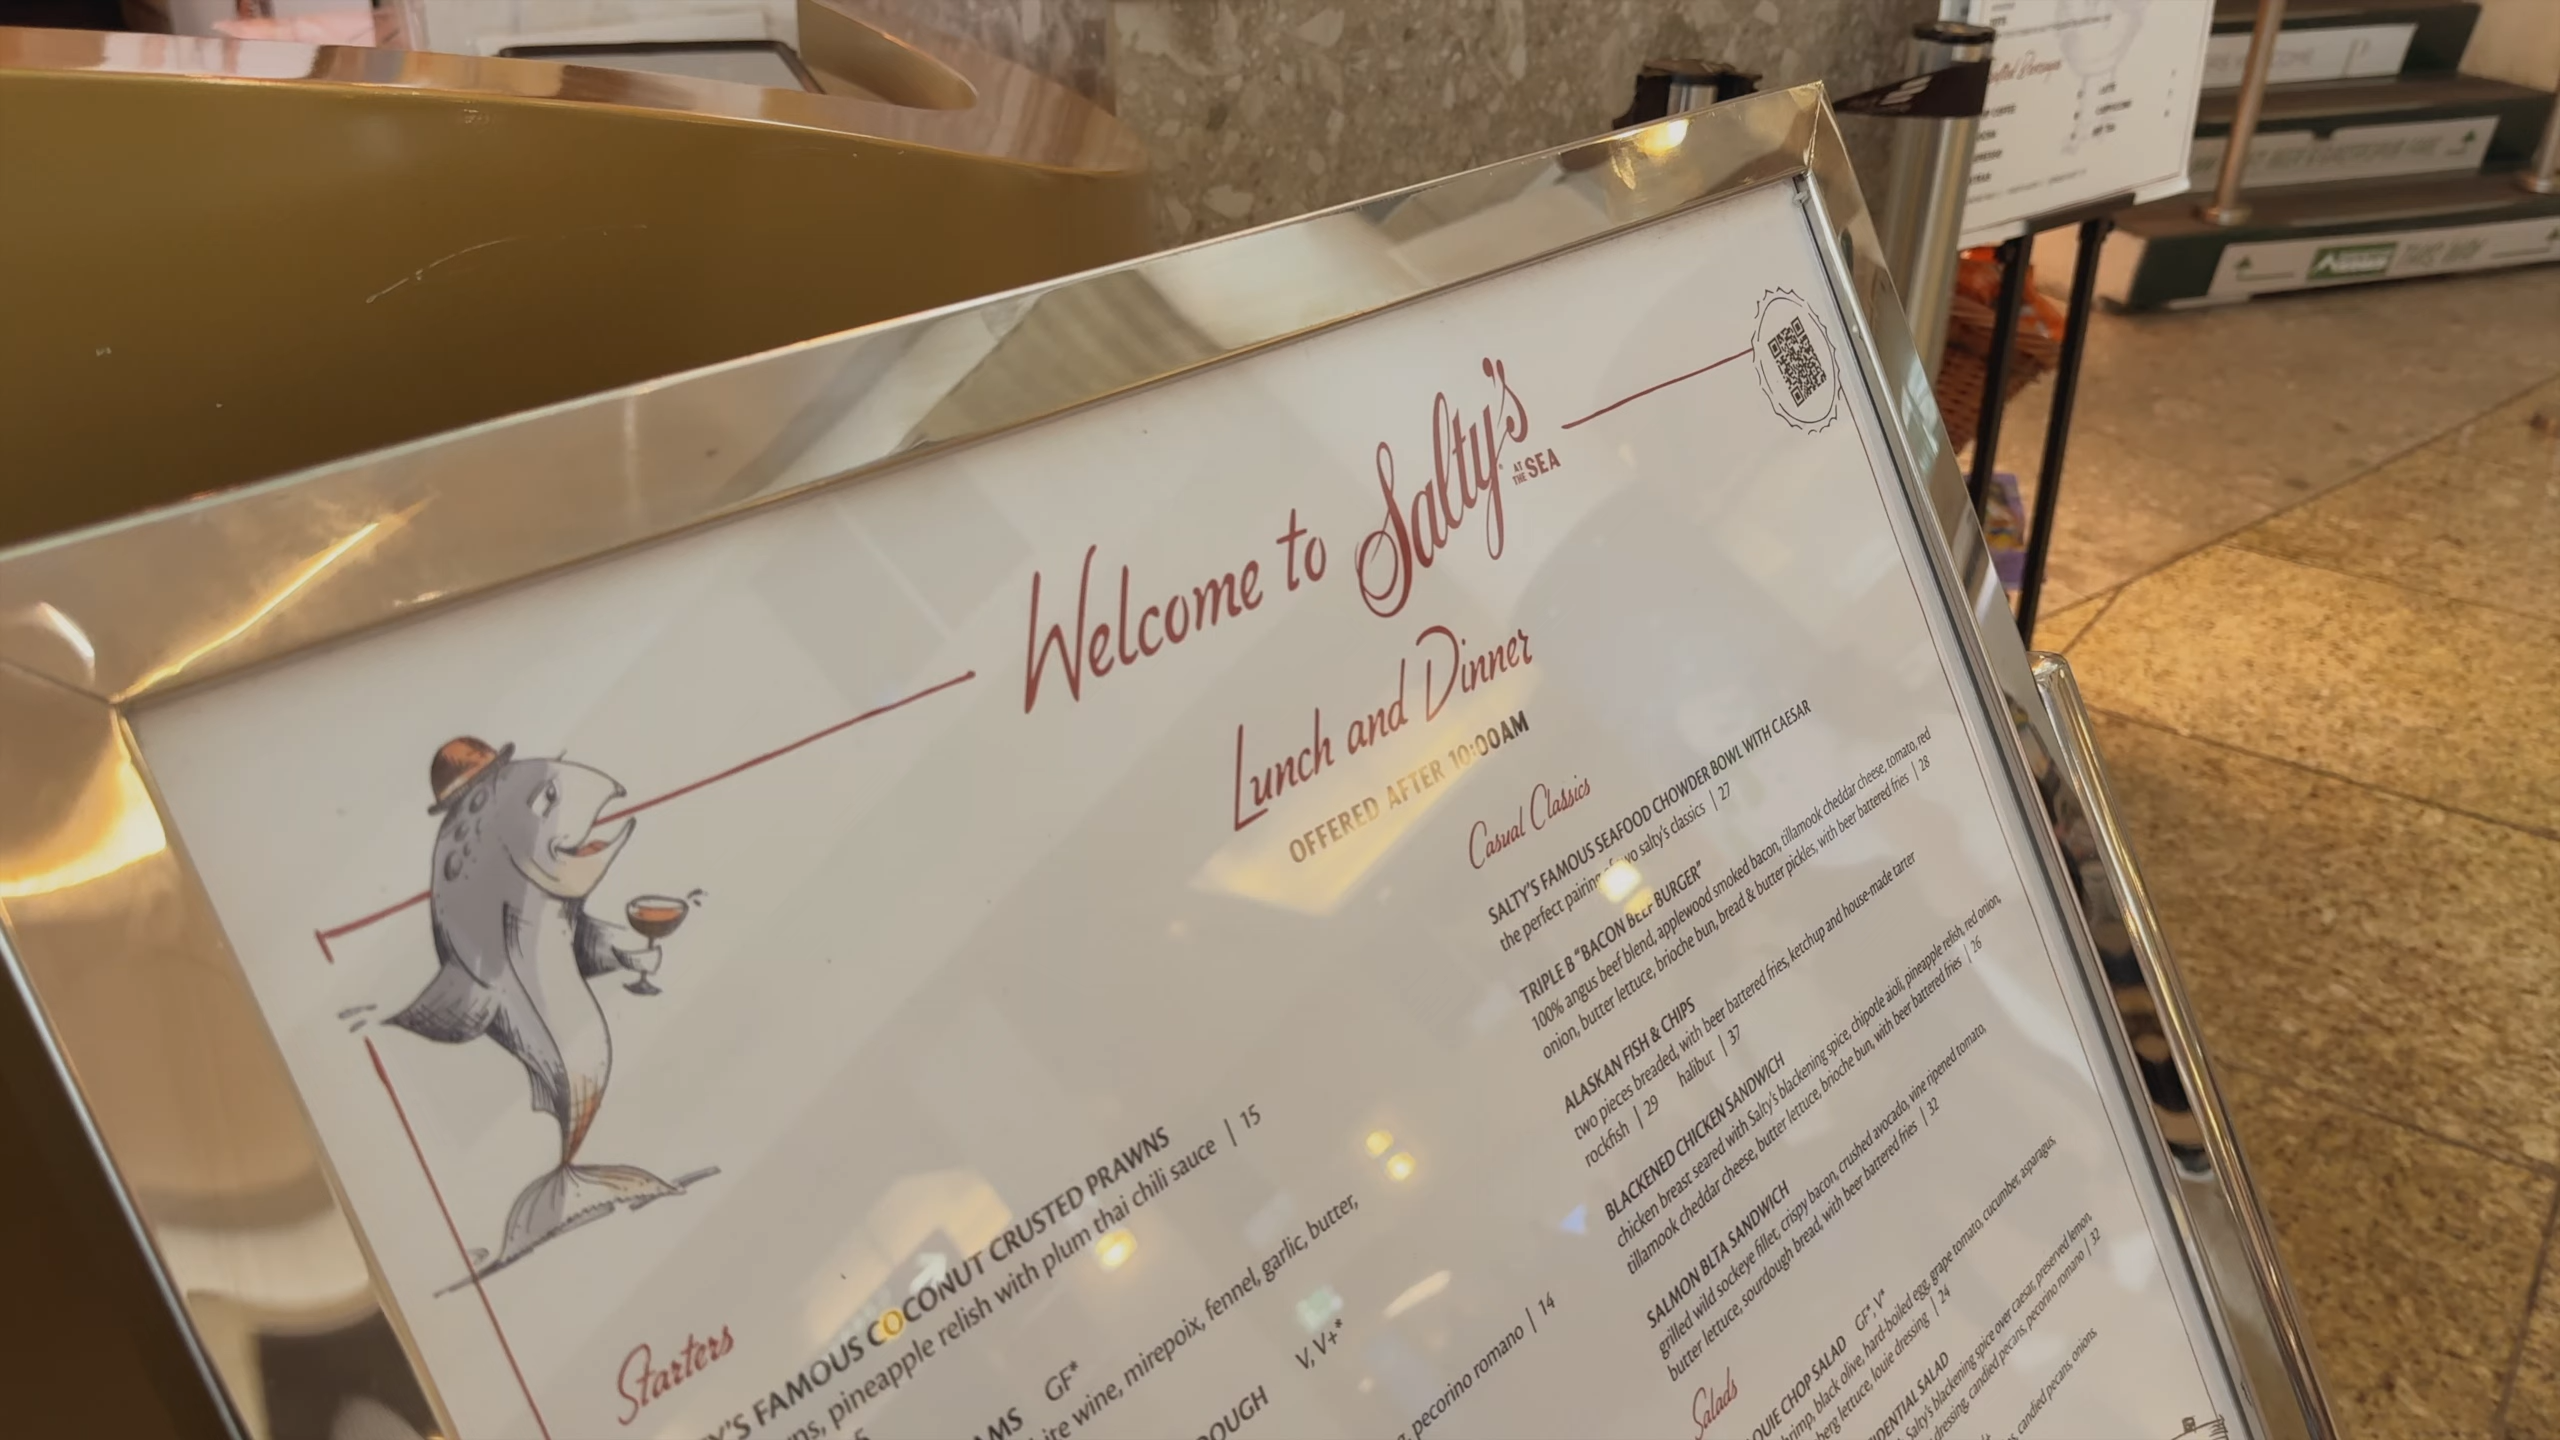 Welcome to Salty's
AT THE SEA
Lunch and Dinner
OFFERED AFTER 10:00AM
Starters
FAMOUS COCONUT CRUSTED PRAWNS
pineapple relish with plum thai chili sauce | 15
GF*
wine, mirepoix, fennel, garlic, butter,
V, V+*
pecorino romano | 14
Casual Classics
SALTY'S FAMOUS SEAFOOD CHOWDER BOWL WITH CAESAR
the perfect pairing of two salty's classics | 27
TRIPLE B "BACON BEEF BURGER"
100% angus beef blend, applewood smoked bacon, tillamook cheddar cheese, tomato, red
onion, butter lettuce, brioche bun, bread & butter pickles, with beer battered fries | 28
ALASKAN FISH & CHIPS
two pieces breaded, with beer battered fries, ketchup and house-made tarter
rockfish | 29 halibut | 37
BLACKENED CHICKEN SANDWICH
chicken breast seared with Salty's blackening spice, chipotle aioli, pineapple relish, red onion,
tillamook cheddar cheese, butter lettuce, brioche bun, with beer battered fries | 26
SALMON BLTA SANDWICH
grilled wild sockeye fillet, crispy bacon, crushed avocado, vine ripened tomato,
butter lettuce, sourdough bread, with beer battered fries | 32
Salads
CHOP SALAD GF*, V*
black olive, hard-boiled egg, grape tomato, cucumber, asparagus,
lettuce, louie dressing | 24
SALAD
Salty's blackening spice over caesar, preserved lemon,
dressing, candied pecans, pecorino romano | 32
candied pecans, onions